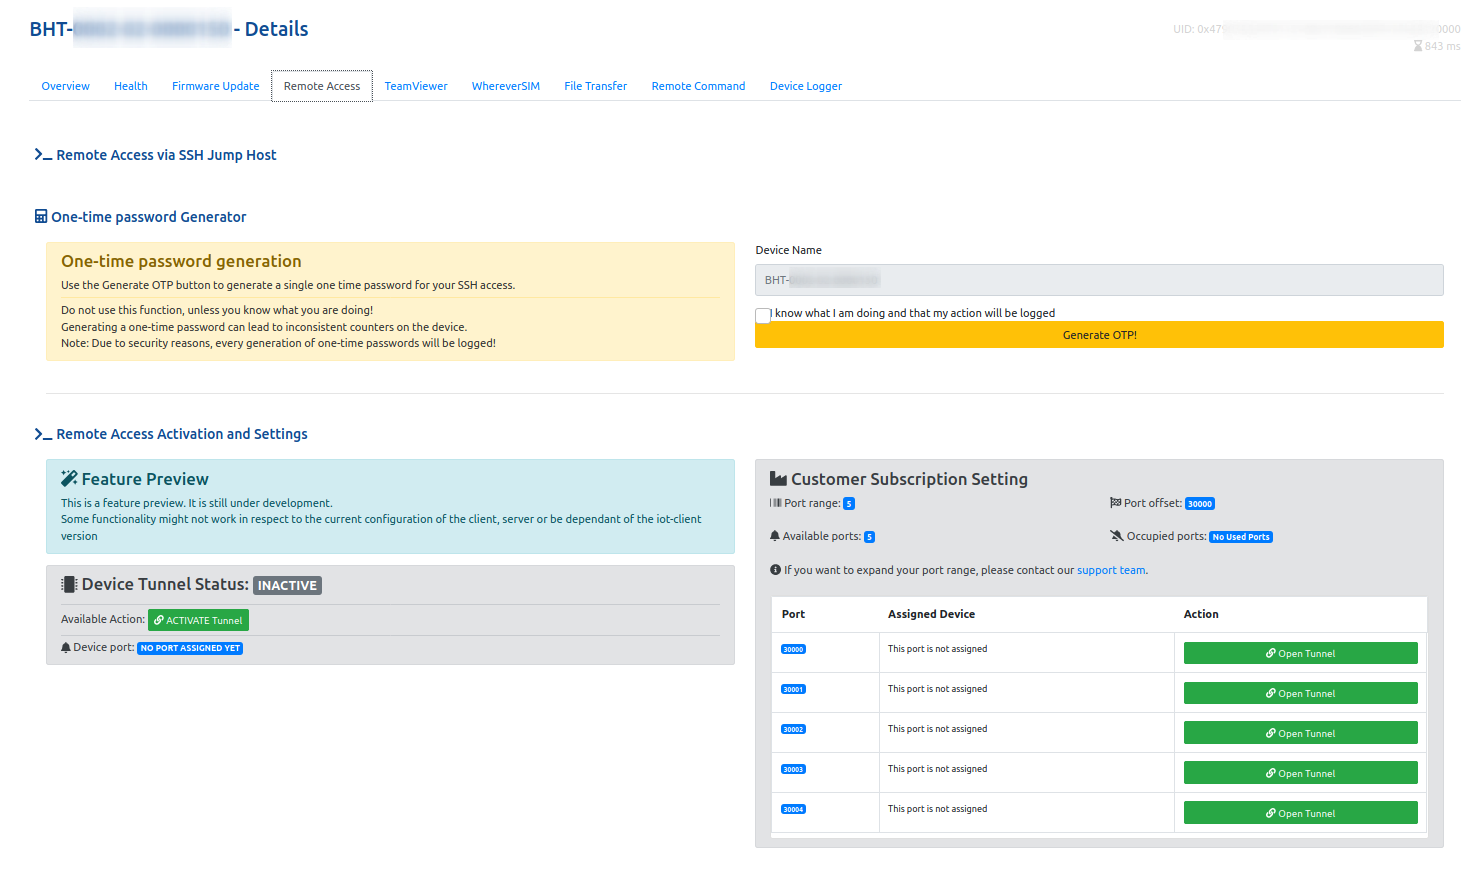 BHT- - Details
UID: 0x47 0000
843 ms
Overview Health Firmware Update Remote Access TeamViewer WhereverSIM File Transfer Remote Command Device Logger
Remote Access via SSH Jump Host
One-time password Generator
One-time password generation
Use the Generate OTP button to generate a single one time password for your SSH access.
Do not use this function, unless you know what you are doing!
Generating a one-time password can lead to inconsistent counters on the device.
Note: Due to security reasons, every generation of one-time passwords will be logged!
Device Name
BHT-
I know what I am doing and that my action will be logged
Generate OTP!
Remote Access Activation and Settings
Feature Preview
This is a feature preview. It is still under development.
Some functionality might not work in respect to the current configuration of the client, server or be dependant of the iot-client
version
Device Tunnel Status: INACTIVE
Available Action: ACTIVATE Tunnel
Device port: NO PORT ASSIGNED YET
Customer Subscription Setting
Port range: 5 Port offset: 30000
Available ports: 5 Occupied ports: No Used Ports
If you want to expand your port range, please contact our support team.
Port Assigned Device Action
30000 This port is not assigned Open Tunnel
30001 This port is not assigned Open Tunnel
30002 This port is not assigned Open Tunnel
30003 This port is not assigned Open Tunnel
30004 This port is not assigned Open Tunnel